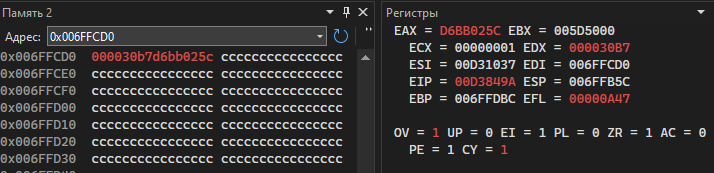 Память 2
Адрес: 0x006FFCD0
0x006FFCD0 000030b7d6bb025c cccccccccccccccc
0x006FFCE0 cccccccccccccccc cccccccccccccccc
0x006FFCF0 cccccccccccccccc cccccccccccccccc
0x006FFD00 cccccccccccccccc cccccccccccccccc
0x006FFD10 cccccccccccccccc cccccccccccccccc
0x006FFD20 cccccccccccccccc cccccccccccccccc
0x006FFD30 cccccccccccccccc cccccccccccccccc
Регистры
EAX = D6BB025C EBX = 005D5000
ECX = 00000001 EDX = 000030B7
ESI = 00D31037 EDI = 006FFCD0
EIP = 00D3849A ESP = 006FFB5C
EBP = 006FFDBC EFL = 00000A47
OV = 1 UP = 0 EI = 1 PL = 0 ZR = 1 AC = 0
PE = 1 CY = 1